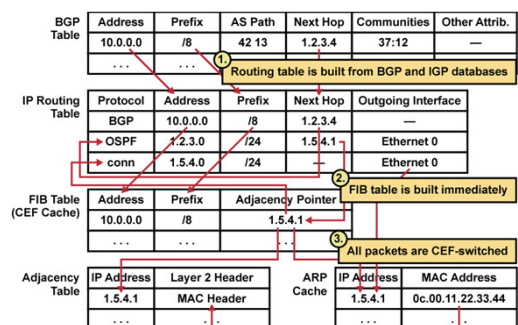 BGP Table
Address Prefix AS Path Next Hop Communities Other Attrib.
10.0.0.0 /8 42 13 1.2.3.4 37:12 —
... ...
1. Routing table is built from BGP and IGP databases
IP Routing Table
Protocol Address Prefix Next Hop Outgoing Interface
BGP 10.0.0.0 /8 1.2.3.4 —
OSPF 1.2.3.0 /24 1.5.4.1 Ethernet 0
conn 1.5.4.0 /24 — Ethernet 0
2. FIB table is built immediately
FIB Table (CEF Cache)
Address Prefix Adjacency Pointer
10.0.0.0 /8 1.5.4.1
... ... ...
3. All packets are CEF-switched
Adjacency Table
IP Address Layer 2 Header
1.5.4.1 MAC Header
... ...
ARP Cache
IP Address MAC Address
1.5.4.1 0c.00.11.22.33.44
... ...